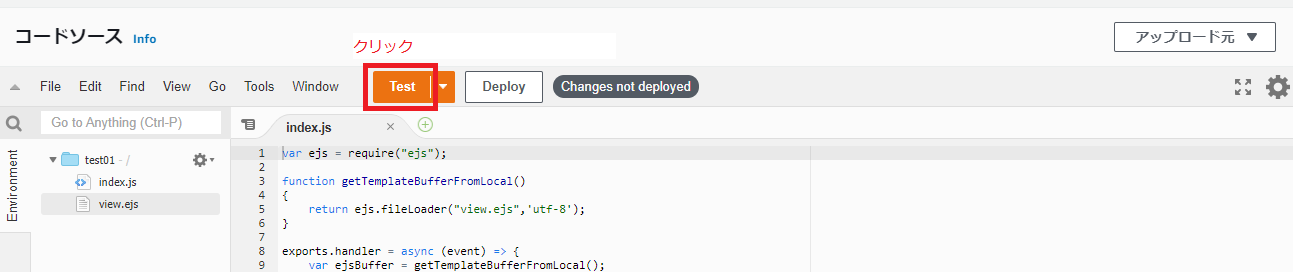 コードソース Info
クリック
アップロード元 ▼
File Edit Find View Go Tools Window Test Deploy Changes not deployed
Go to Anything (Ctrl-P)
index.js
Environment
test01 - /
index.js
view.ejs
1 var ejs = require("ejs");
2
3 function getTemplateBufferFromLocal()
4 {
5 return ejs.fileLoader("view.ejs",'utf-8');
6 }
7
8 exports.handler = async (event) => {
9 var ejsBuffer = getTemplateBufferFromLocal();